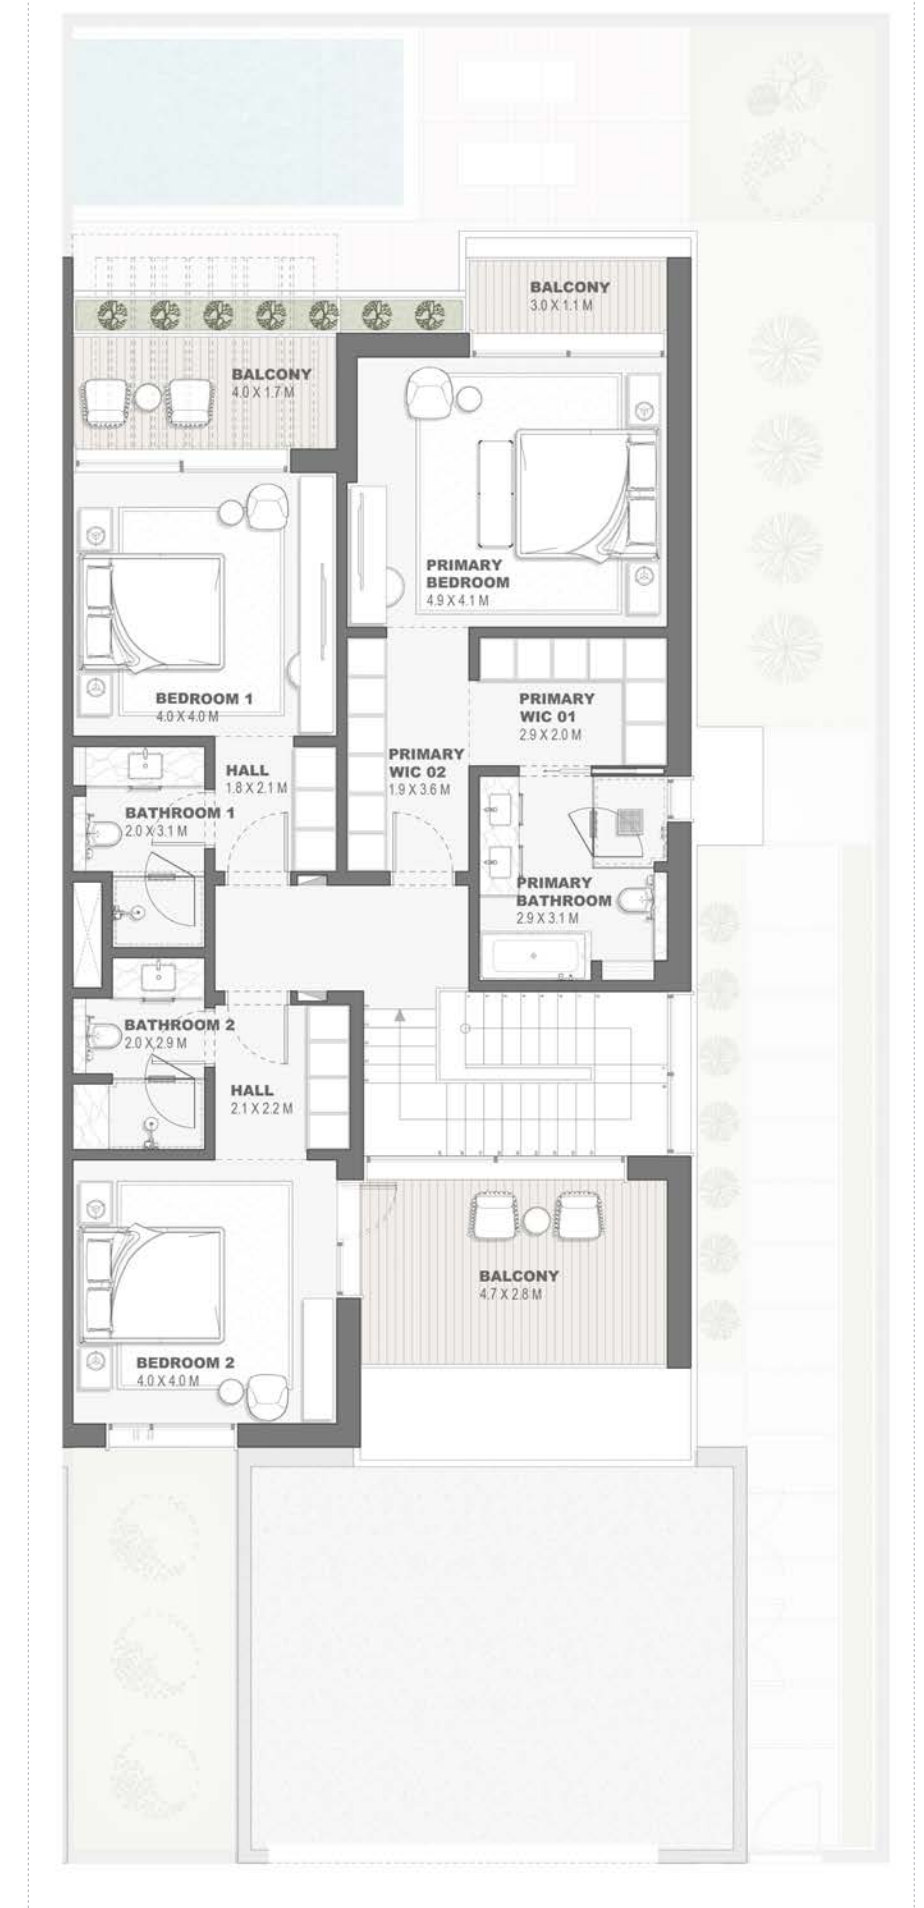 BALCONY
3.0 X 1.1 M
BALCONY
4.0 X 1.7 M
PRIMARY
BEDROOM
4.9 X 4.1 M
BEDROOM 1
4.0 X 4.0 M
PRIMARY
WIC 01
2.9 X 2.0 M
PRIMARY
WIC 02
1.9 X 3.6 M
HALL
1.8 X 2.1 M
BATHROOM 1
2.0 X 3.1 M
PRIMARY
BATHROOM
2.9 X 3.1 M
BATHROOM 2
2.0 X 2.9 M
HALL
2.1 X 2.2 M
BALCONY
4.7 X 2.8 M
BEDROOM 2
4.0 X 4.0 M